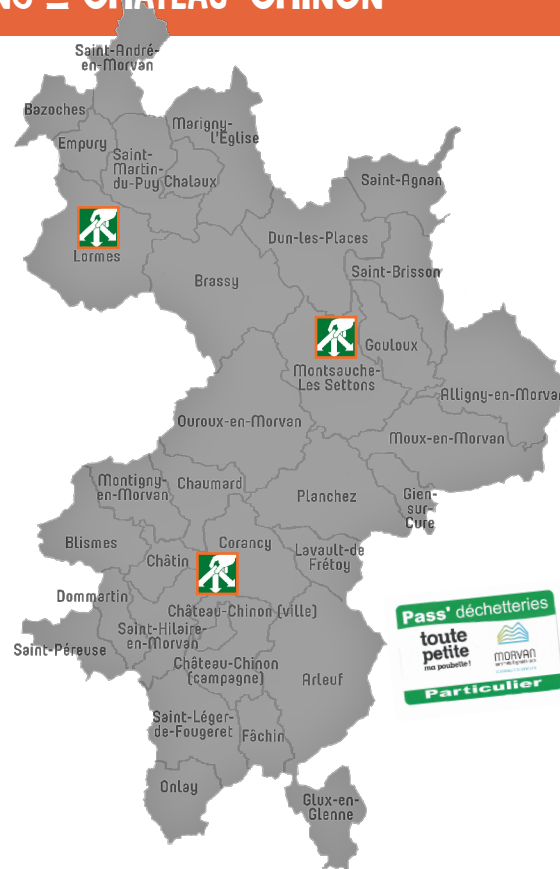 CHÂTEAU-CHINON
Saint-André-
en-Morvan
Bazoches
Marigny-
l'Église
Empury
Saint-
Martin-
du-Puy
Chalaux
Saint-Agnan
Lormes
Dun-les-Places
Brassy
Saint-Brisson
Gouloux
Montsauche-
Les Settons
Alligny-en-Morvan
Ouroux-en-Morvan
Moux-en-Morvan
Montigny-
en-Morvan
Chaumard
Planchez
Gien-
sur-
Cure
Blismes
Corancy
Châtin
Lavault-de
Frétoy
Dommartin
Château-Chinon (ville)
Saint-Hilaire-
en-Morvan
Saint-Péreuse
Château-Chinon
(campagne)
Arleuf
Saint-Léger-
de-Fougeret
Fâchin
Onlay
Glux-en-
Glenne
Pass' déchetteries
toute
petite
ma poubelle !
MORVAN
Particulier